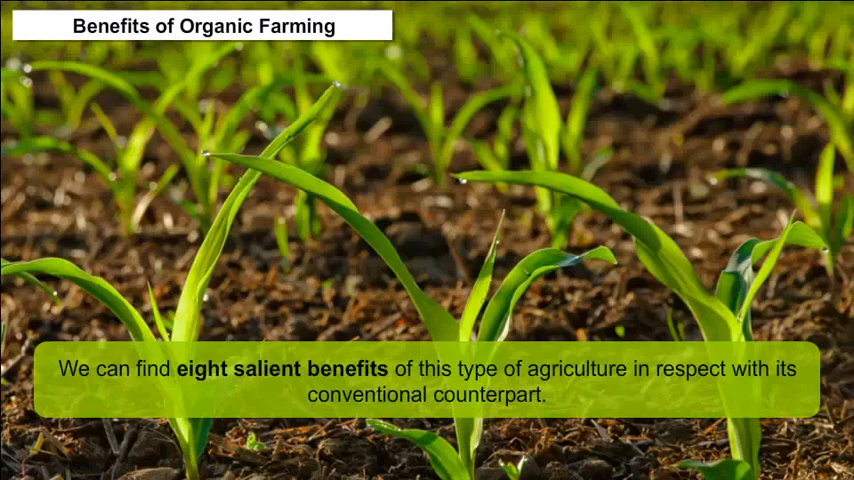 Benefits of Organic Farming
We can find eight salient benefits of this type of agriculture in respect with its
conventional counterpart.